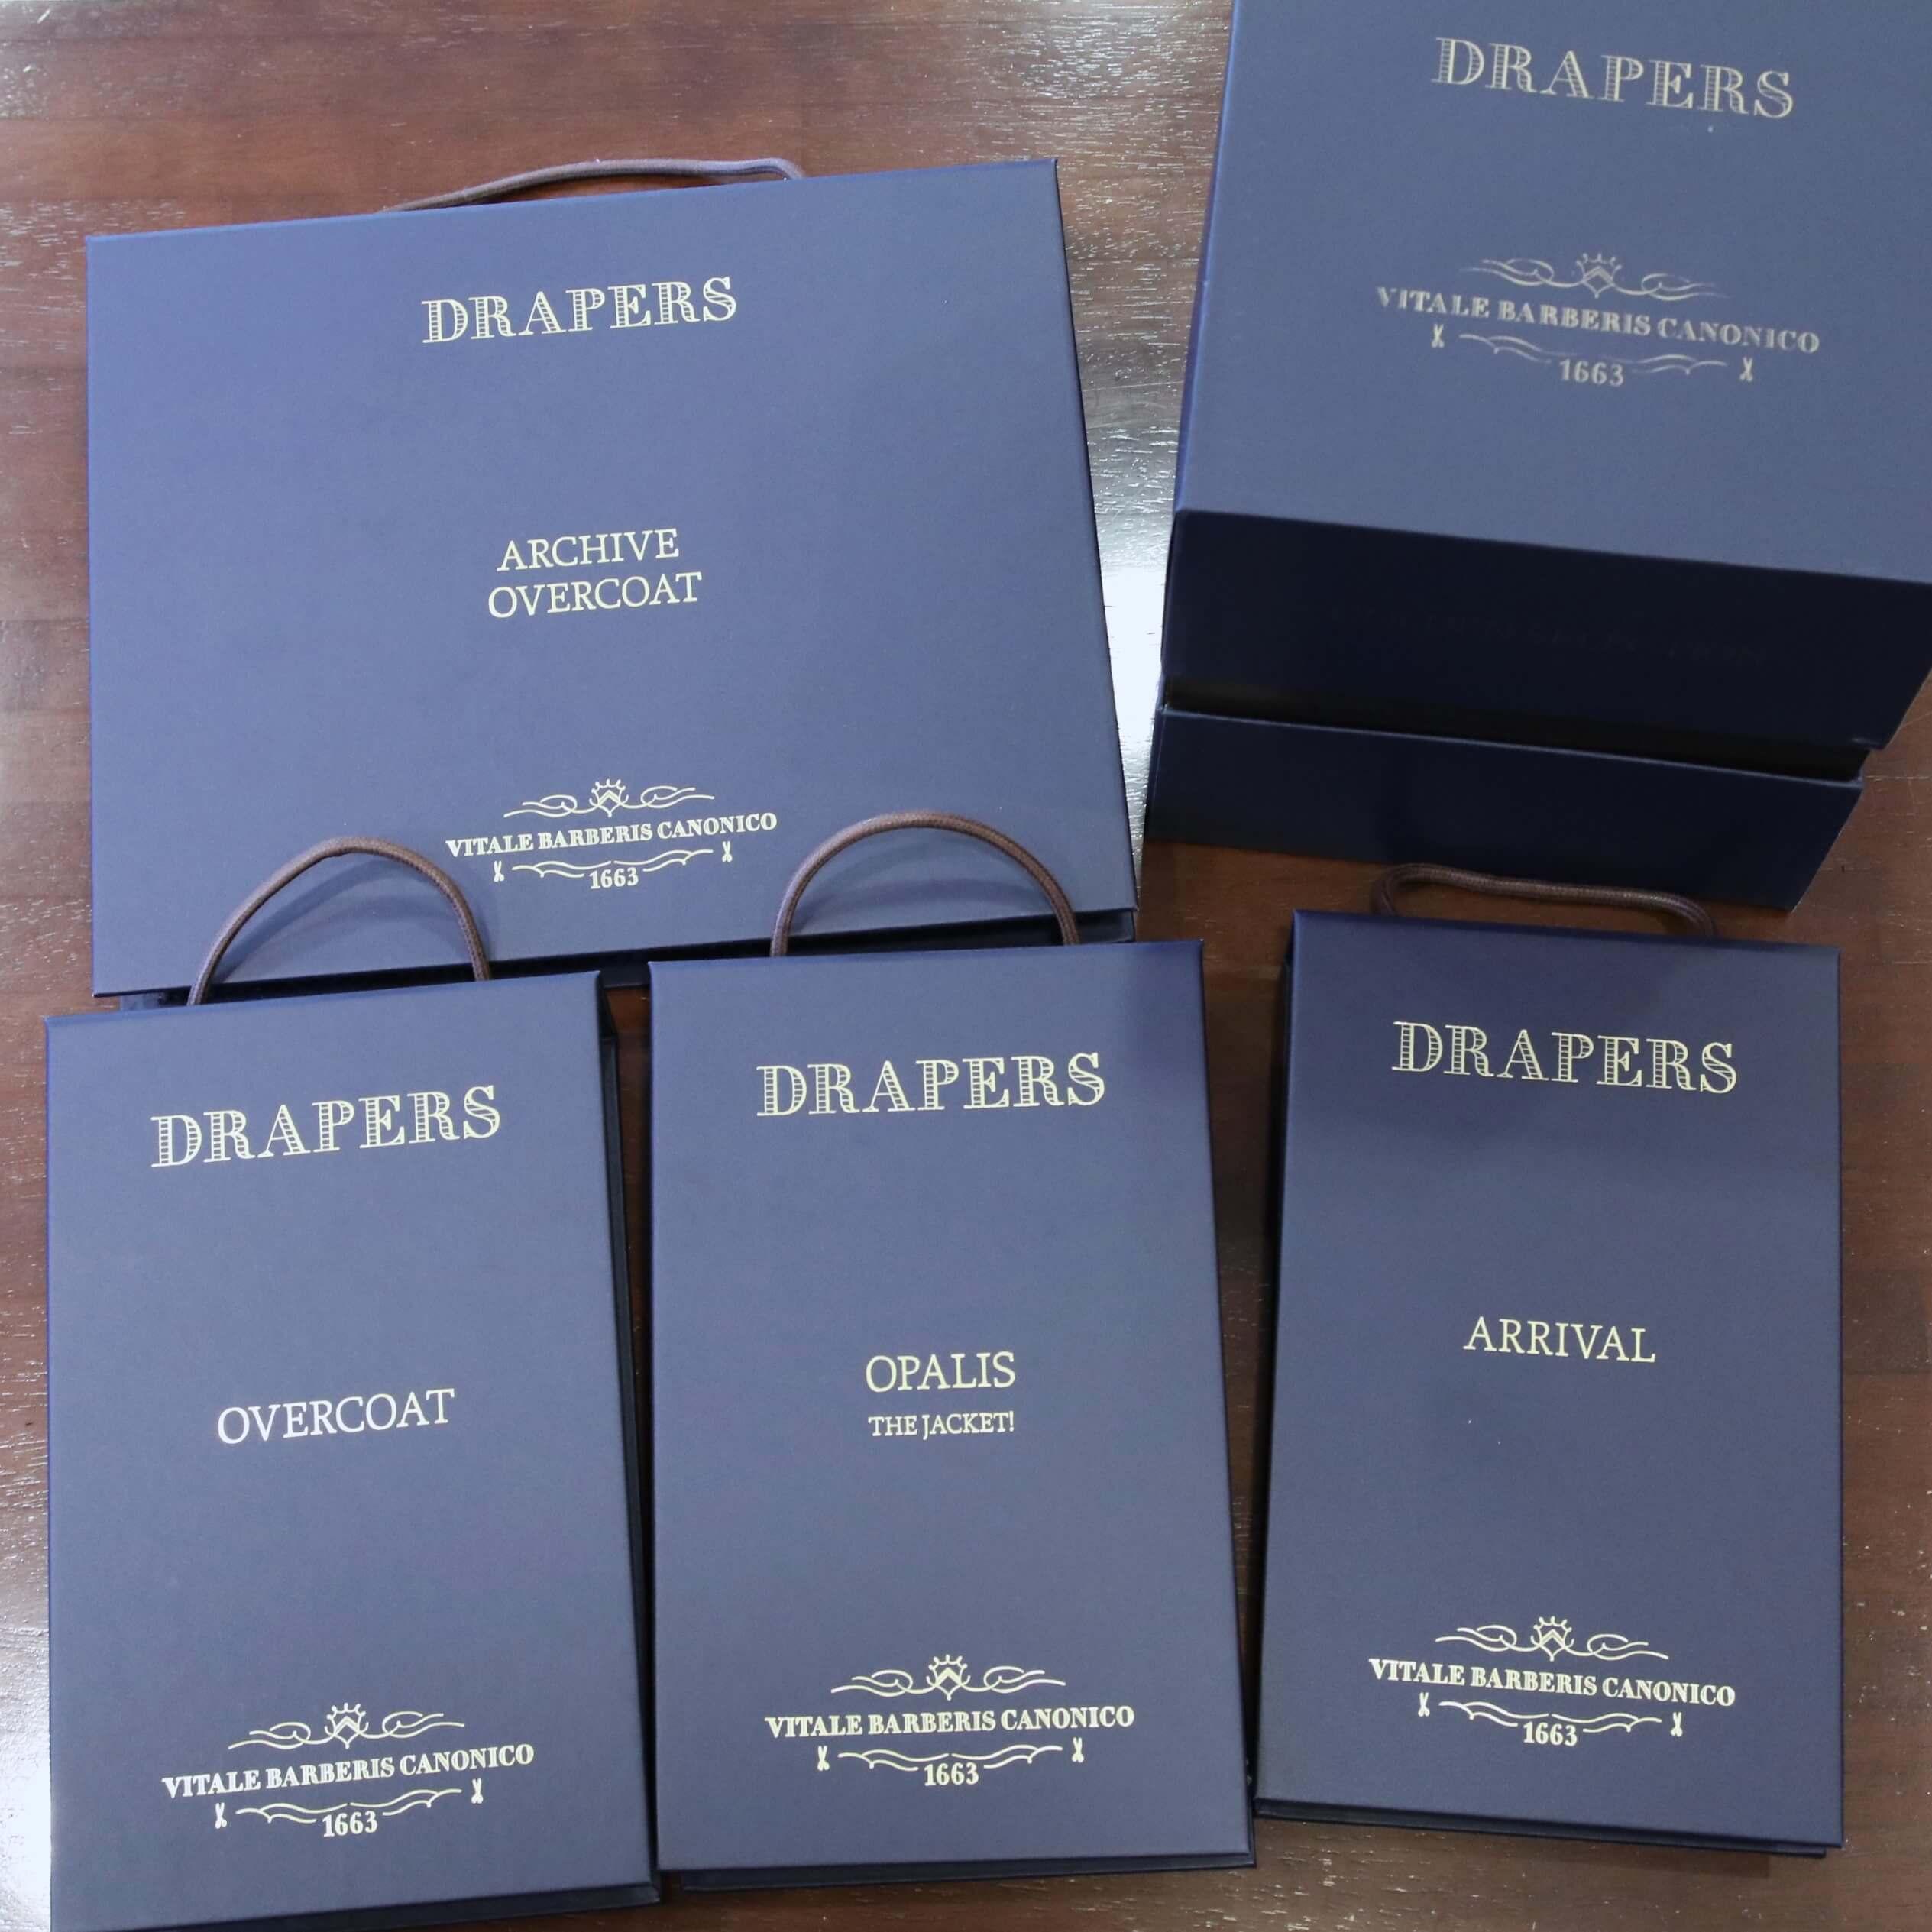 DRAPERS
ARCHIVE
OVERCOAT
VITALE BARBERIS CANONICO
1663
DRAPERS
VITALE BARBERIS CANONICO
1663
DRAPERS
OVERCOAT
VITALE BARBERIS CANONICO
1663
DRAPERS
OPALIS
THE JACKET!
VITALE BARBERIS CANONICO
1663
DRAPERS
ARRIVAL
VITALE BARBERIS CANONICO
1663